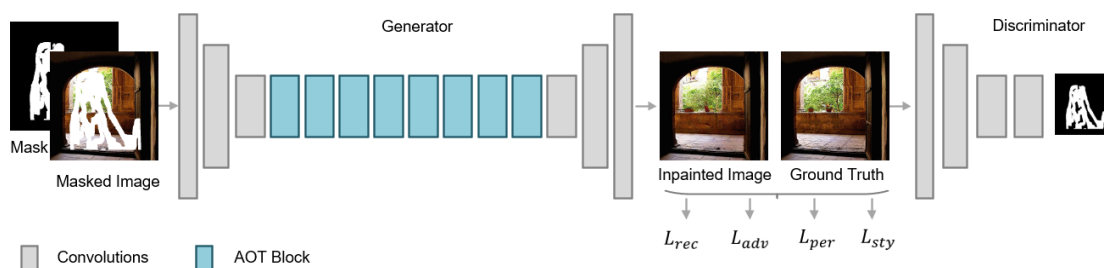 Generator
Discriminator
Mask
Masked Image
Inpainted Image
Ground Truth
L_rec
L_adv
L_per
L_sty
Convolutions
AOT Block